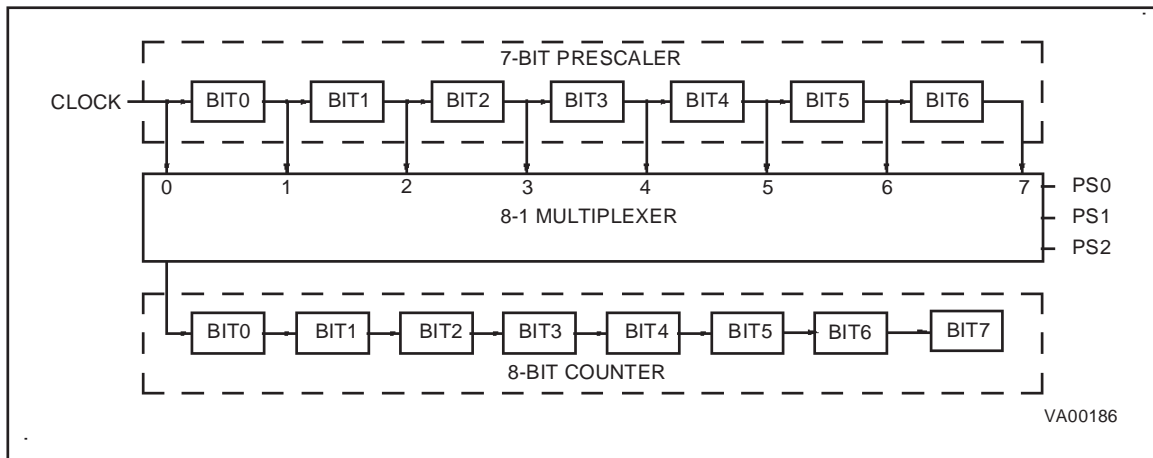 7-BIT PRESCALER
CLOCK BIT0 BIT1 BIT2 BIT3 BIT4 BIT5 BIT6
0 1 2 3 4 5 6 7 PS0
8-1 MULTIPLEXER PS1
PS2
BIT0 BIT1 BIT2 BIT3 BIT4 BIT5 BIT6 BIT7
8-BIT COUNTER
VA00186